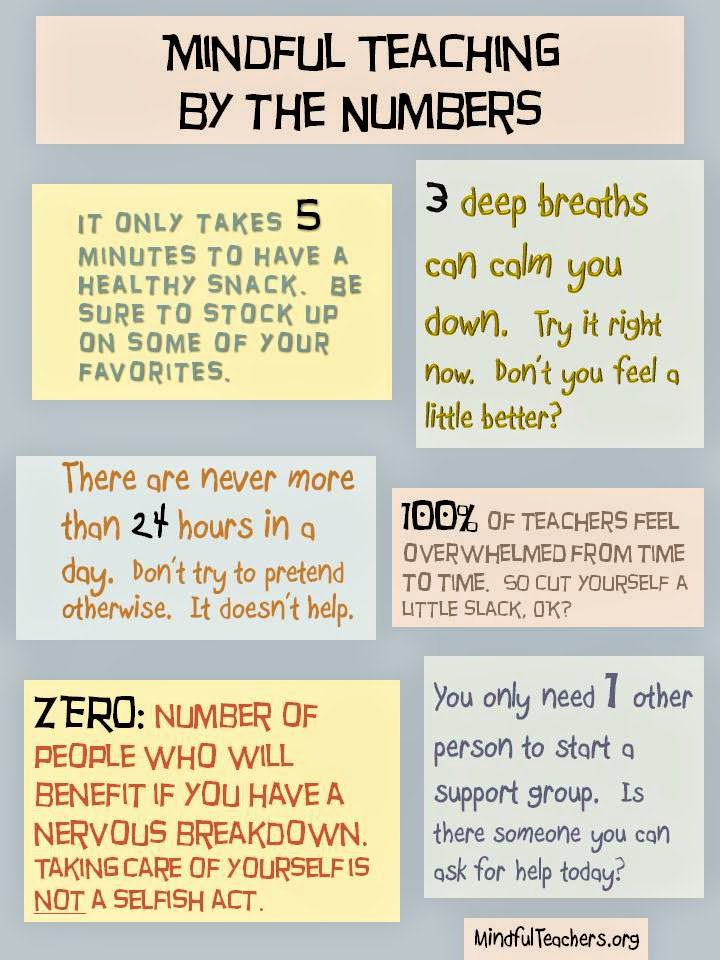 MINDFUL TEACHING
BY THE NUMBERS
IT ONLY TAKES 5
MINUTES TO HAVE A
HEALTHY SNACK. BE
SURE TO STOCK UP
ON SOME OF YOUR
FAVORITES.
3 deep breaths
can calm you
down. Try it right
now. Don't you feel a
little better?
There are never more
than 24 hours in a
day. Don't try to pretend
otherwise. It doesn't help.
100% OF TEACHERS FEEL
OVERWHELMED FROM TIME
TO TIME. SO CUT YOURSELF A
LITTLE SLACK, OK?
ZERO: NUMBER OF
PEOPLE WHO WILL
BENEFIT IF YOU HAVE A
NERVOUS BREAKDOWN.
TAKING CARE OF YOURSELF IS
NOT A SELFISH ACT.
You only need 1 other
person to start a
support group. Is
there someone you can
ask for help today?
MindfulTeachers.org